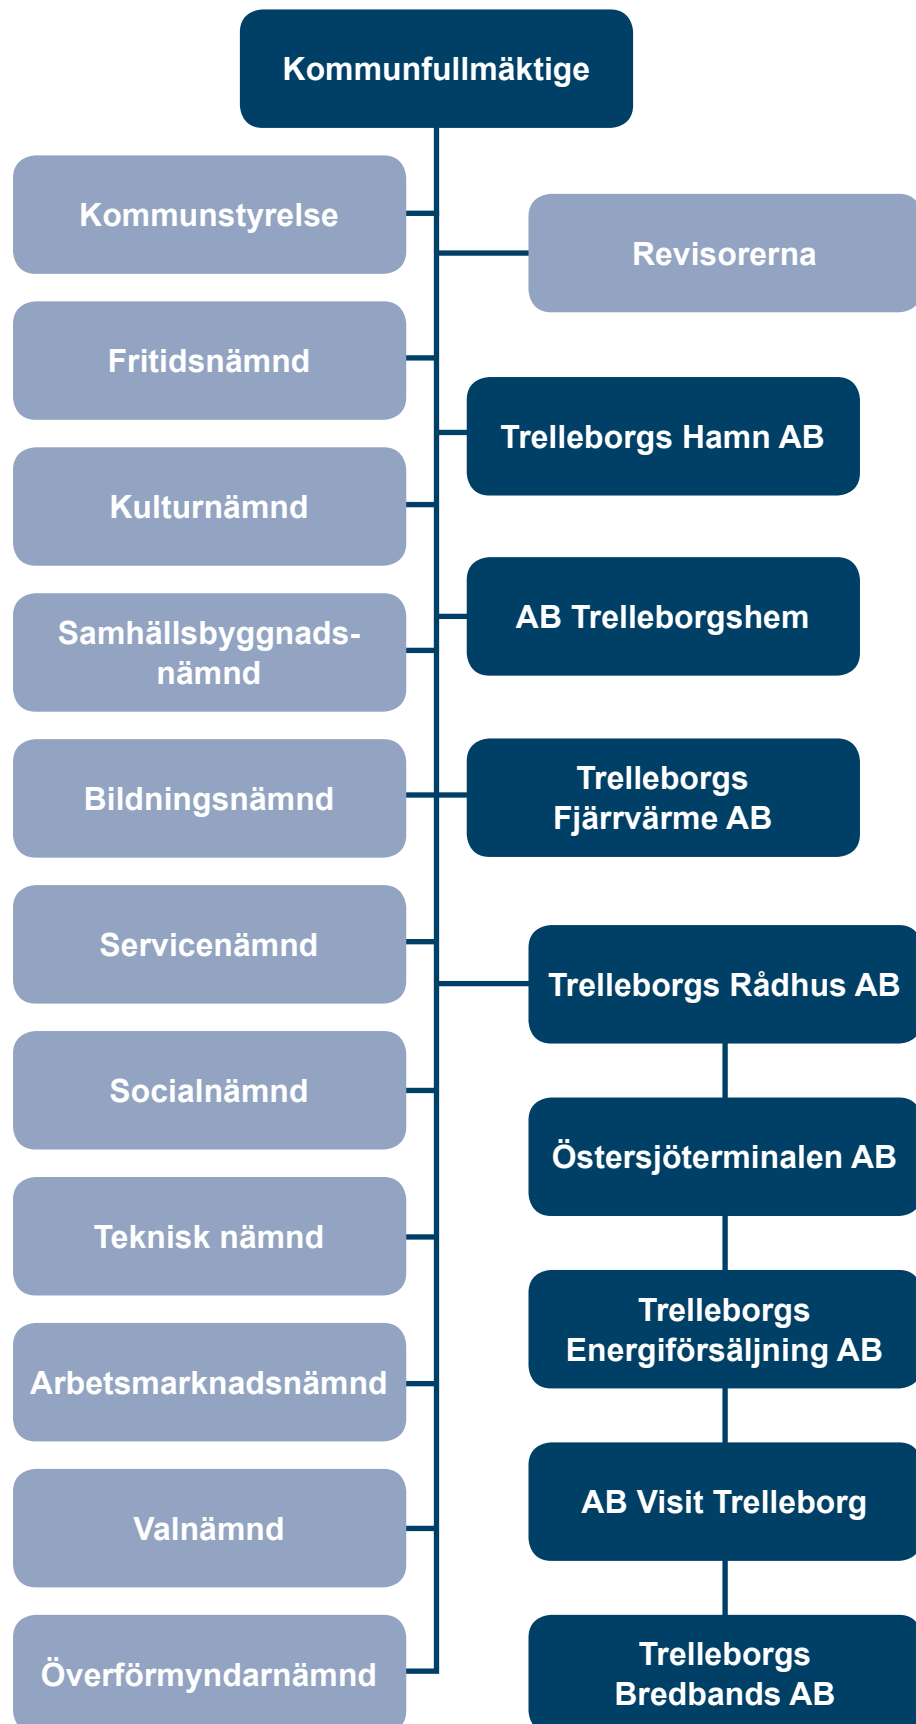 Kommunfullmäktige
Kommunstyrelse
Revisorerna
Fritidsnämnd
Trelleborgs Hamn AB
Kulturnämnd
AB Trelleborgshem
Samhällsbyggnads-
nämnd
Trelleborgs
Fjärrvärme AB
Bildningsnämnd
Servicenämnd
Trelleborgs Rådhus AB
Socialnämnd
Östersjöterminalen AB
Teknisk nämnd
Trelleborgs
Energiförsäljning AB
Arbetsmarknadsnämnd
AB Visit Trelleborg
Valnämnd
Trelleborgs
Bredbands AB
Överförmyndarnämnd